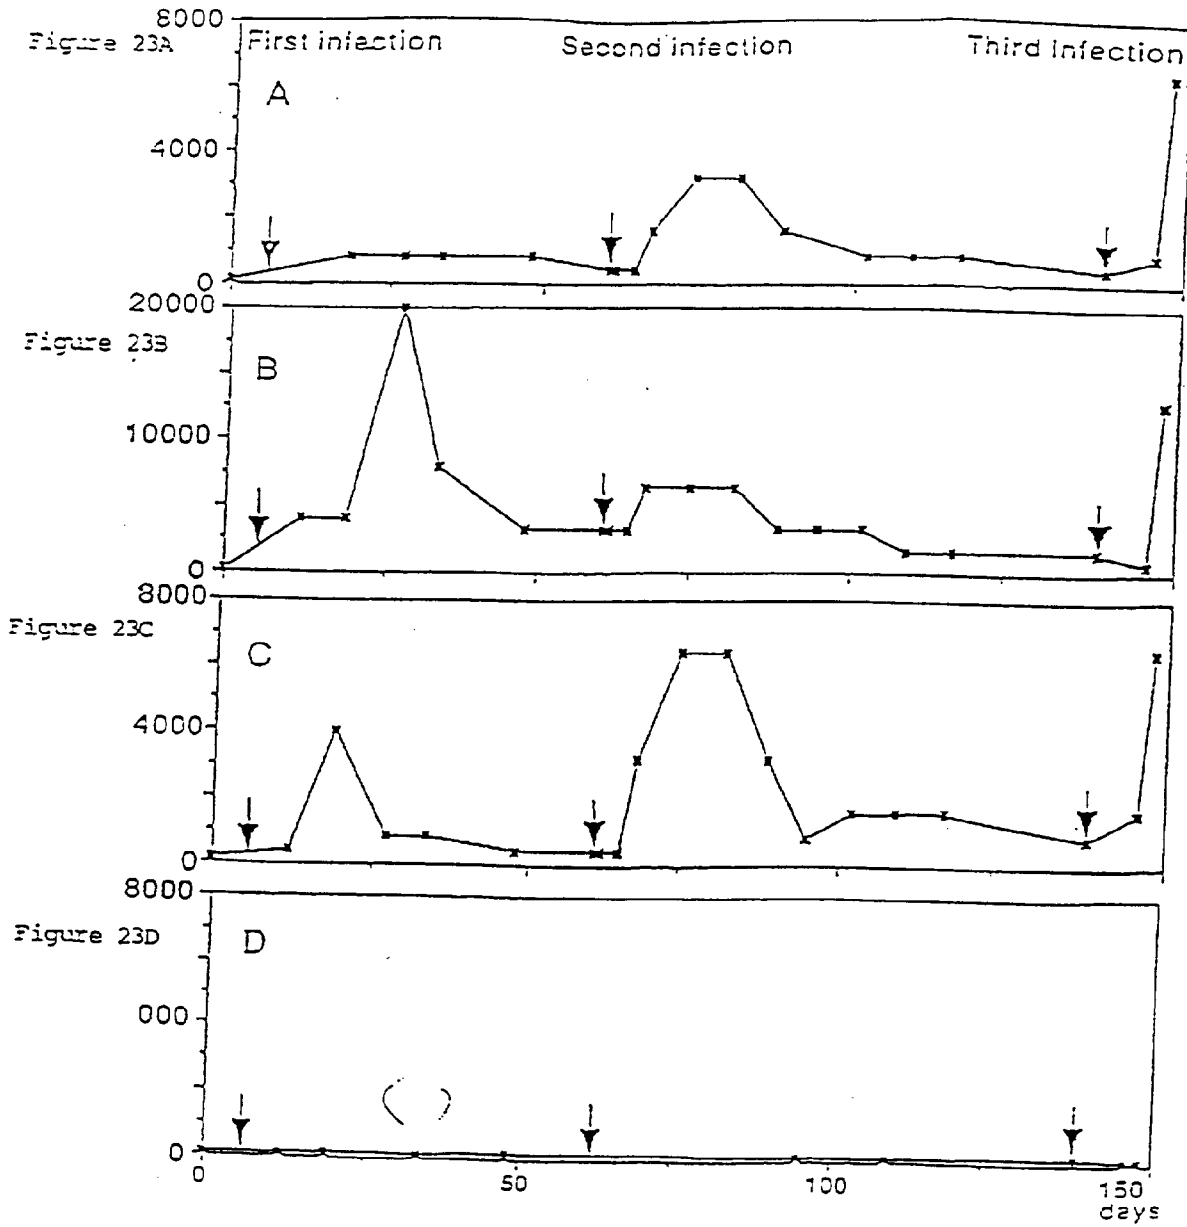 8000
Figure 23A First infection Second infection Third infection
A
4000
0
20000
Figure 23B
B
10000
0
8000
Figure 23C
C
4000
0
8000
Figure 23D
D
000
0
0 50 100 150
days